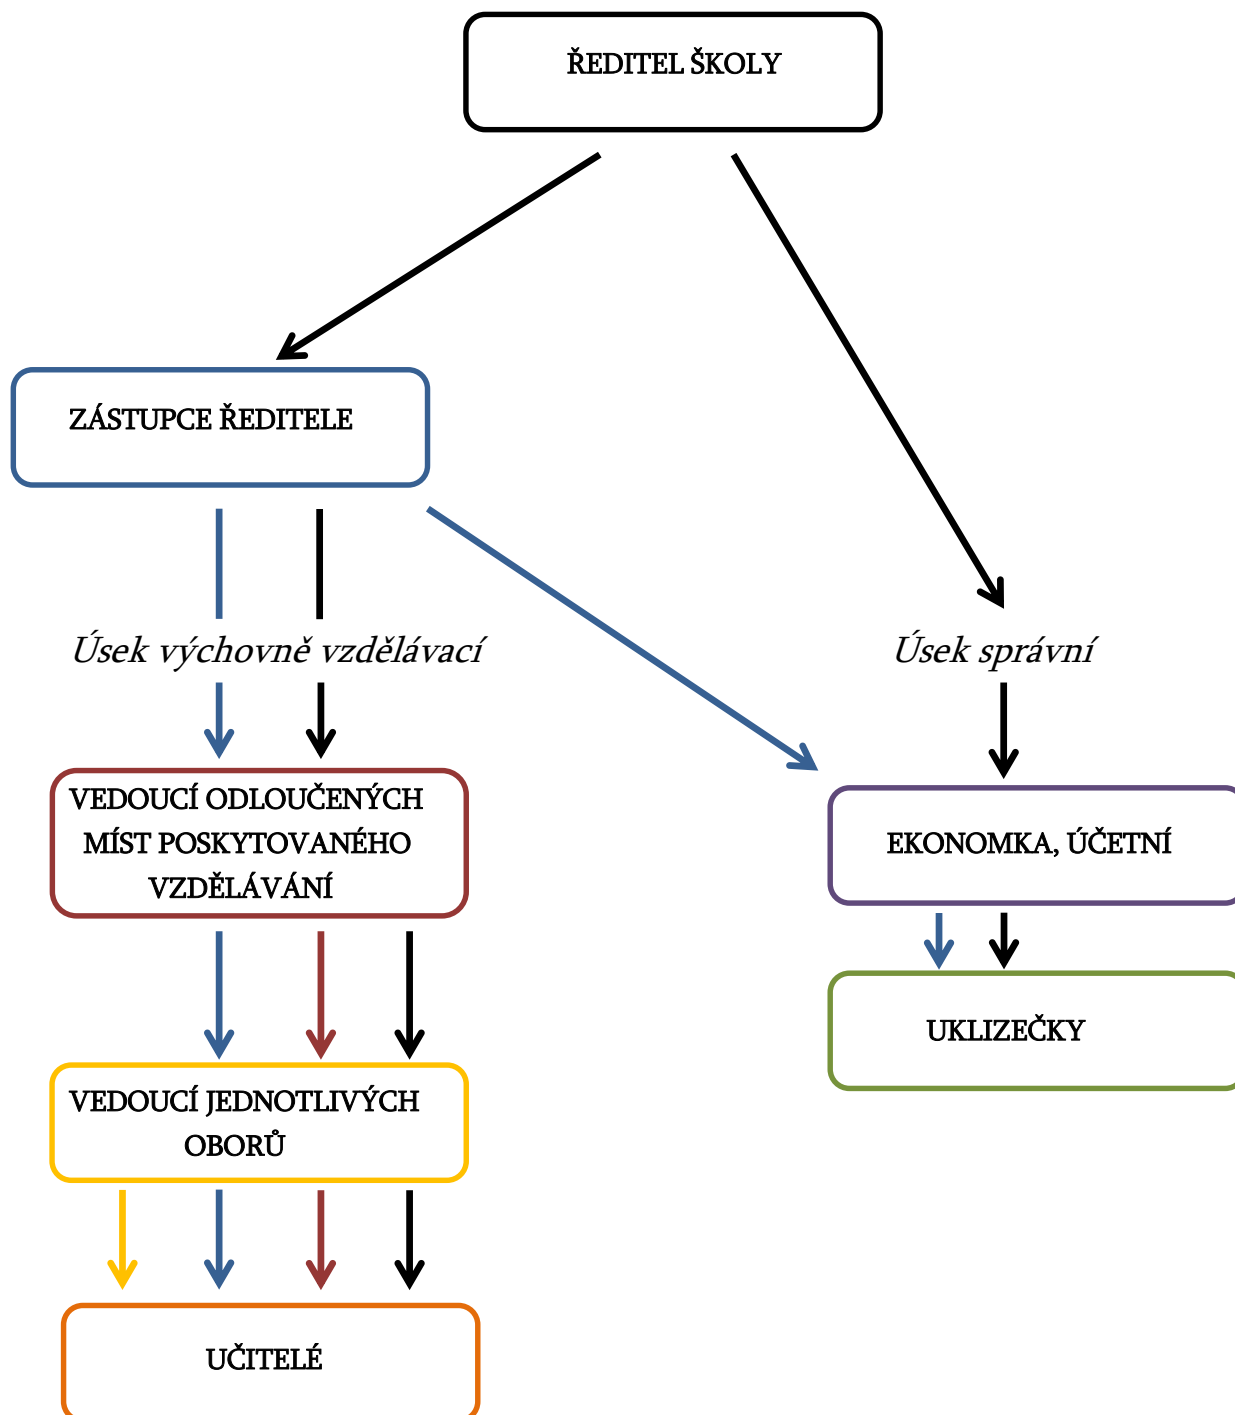 ŘEDITEL ŠKOLY
ZÁSTUPCE ŘEDITELE
Úsek výchovně vzdělávací
Úsek správní
VEDOUCÍ ODLOUČENÝCH
MÍST POSKYTOVANÉHO
VZDĚLÁVÁNÍ
EKONOMKA, ÚČETNÍ
UKLIZEČKY
VEDOUCÍ JEDNOTLIVÝCH
OBORŮ
UČITELÉ